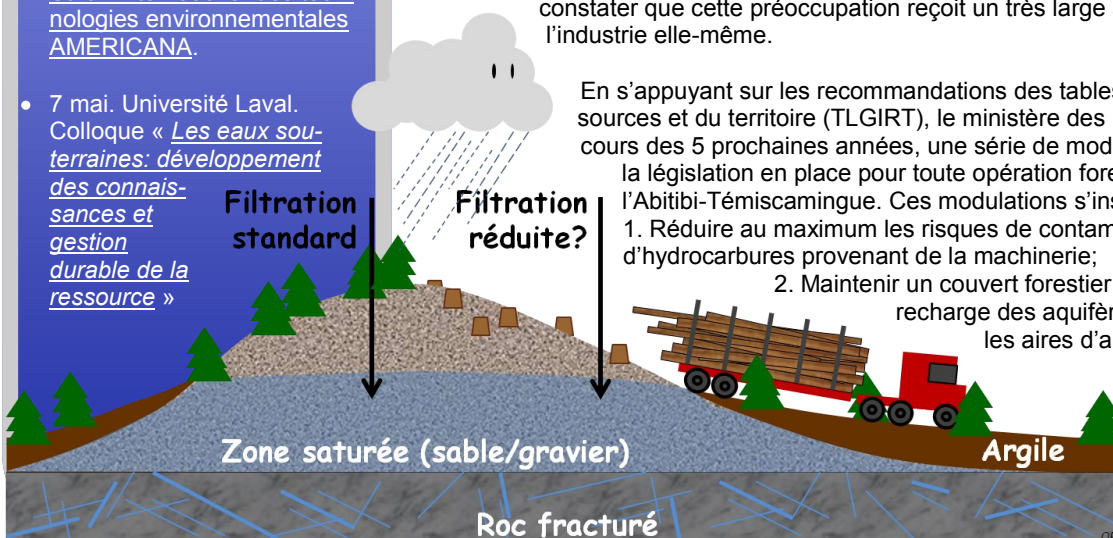 nologies environnementales
AMERICANA.
• 7 mai. Université Laval.
Colloque « Les eaux sou-
terraines: développement
des connais-
sances et
gestion
durable de la
ressource »
constater que cette préoccupation reçoit un très large
l’industrie elle-même.
En s’appuyant sur les recommandations des tables
sources et du territoire (TLGIRT), le ministère des
cours des 5 prochaines années, une série de mod
la législation en place pour toute opération fore
l’Abitibi-Témiscamingue. Ces modulations s’ins
1. Réduire au maximum les risques de contam
d’hydrocarbures provenant de la machinerie;
2. Maintenir un couvert forestier
recharge des aquifè
les aires d’a
Filtration
standard
Filtration
réduite?
Zone saturée (sable/gravier)
Argile
Roc fracturé